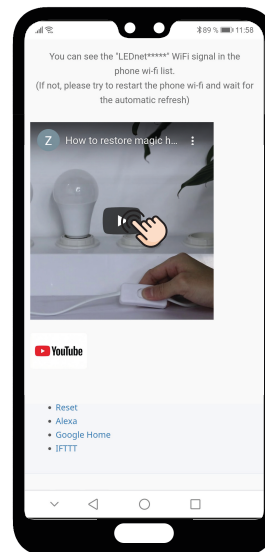 89 % 11:58
You can see the "LEDnet*****" WiFi signal in the
phone wi-fi list.
(If not, please try to restart the phone wi-fi and wait for
the automatic refresh)
Z How to restore magic h...
YouTube
Reset
Alexa
Google Home
IFTTT